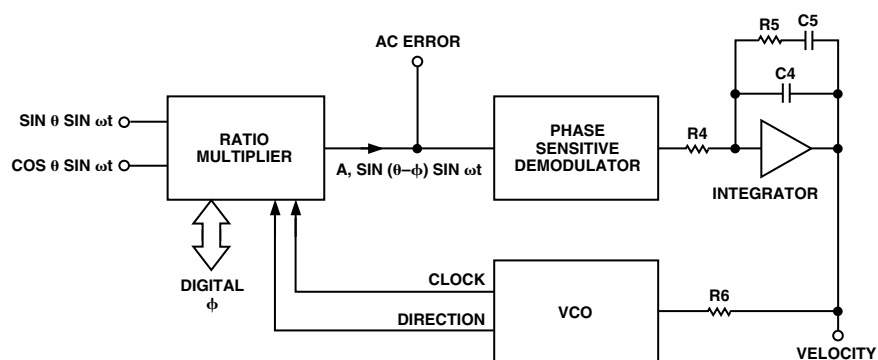 R5
C5
C4
AC ERROR
SIN θ SIN ωt
COS θ SIN ωt
RATIO
MULTIPLIER
A, SIN (θ–ϕ) SIN ωt
PHASE
SENSITIVE
DEMODULATOR
R4
INTEGRATOR
DIGITAL
ϕ
CLOCK
DIRECTION
VCO
R6
VELOCITY